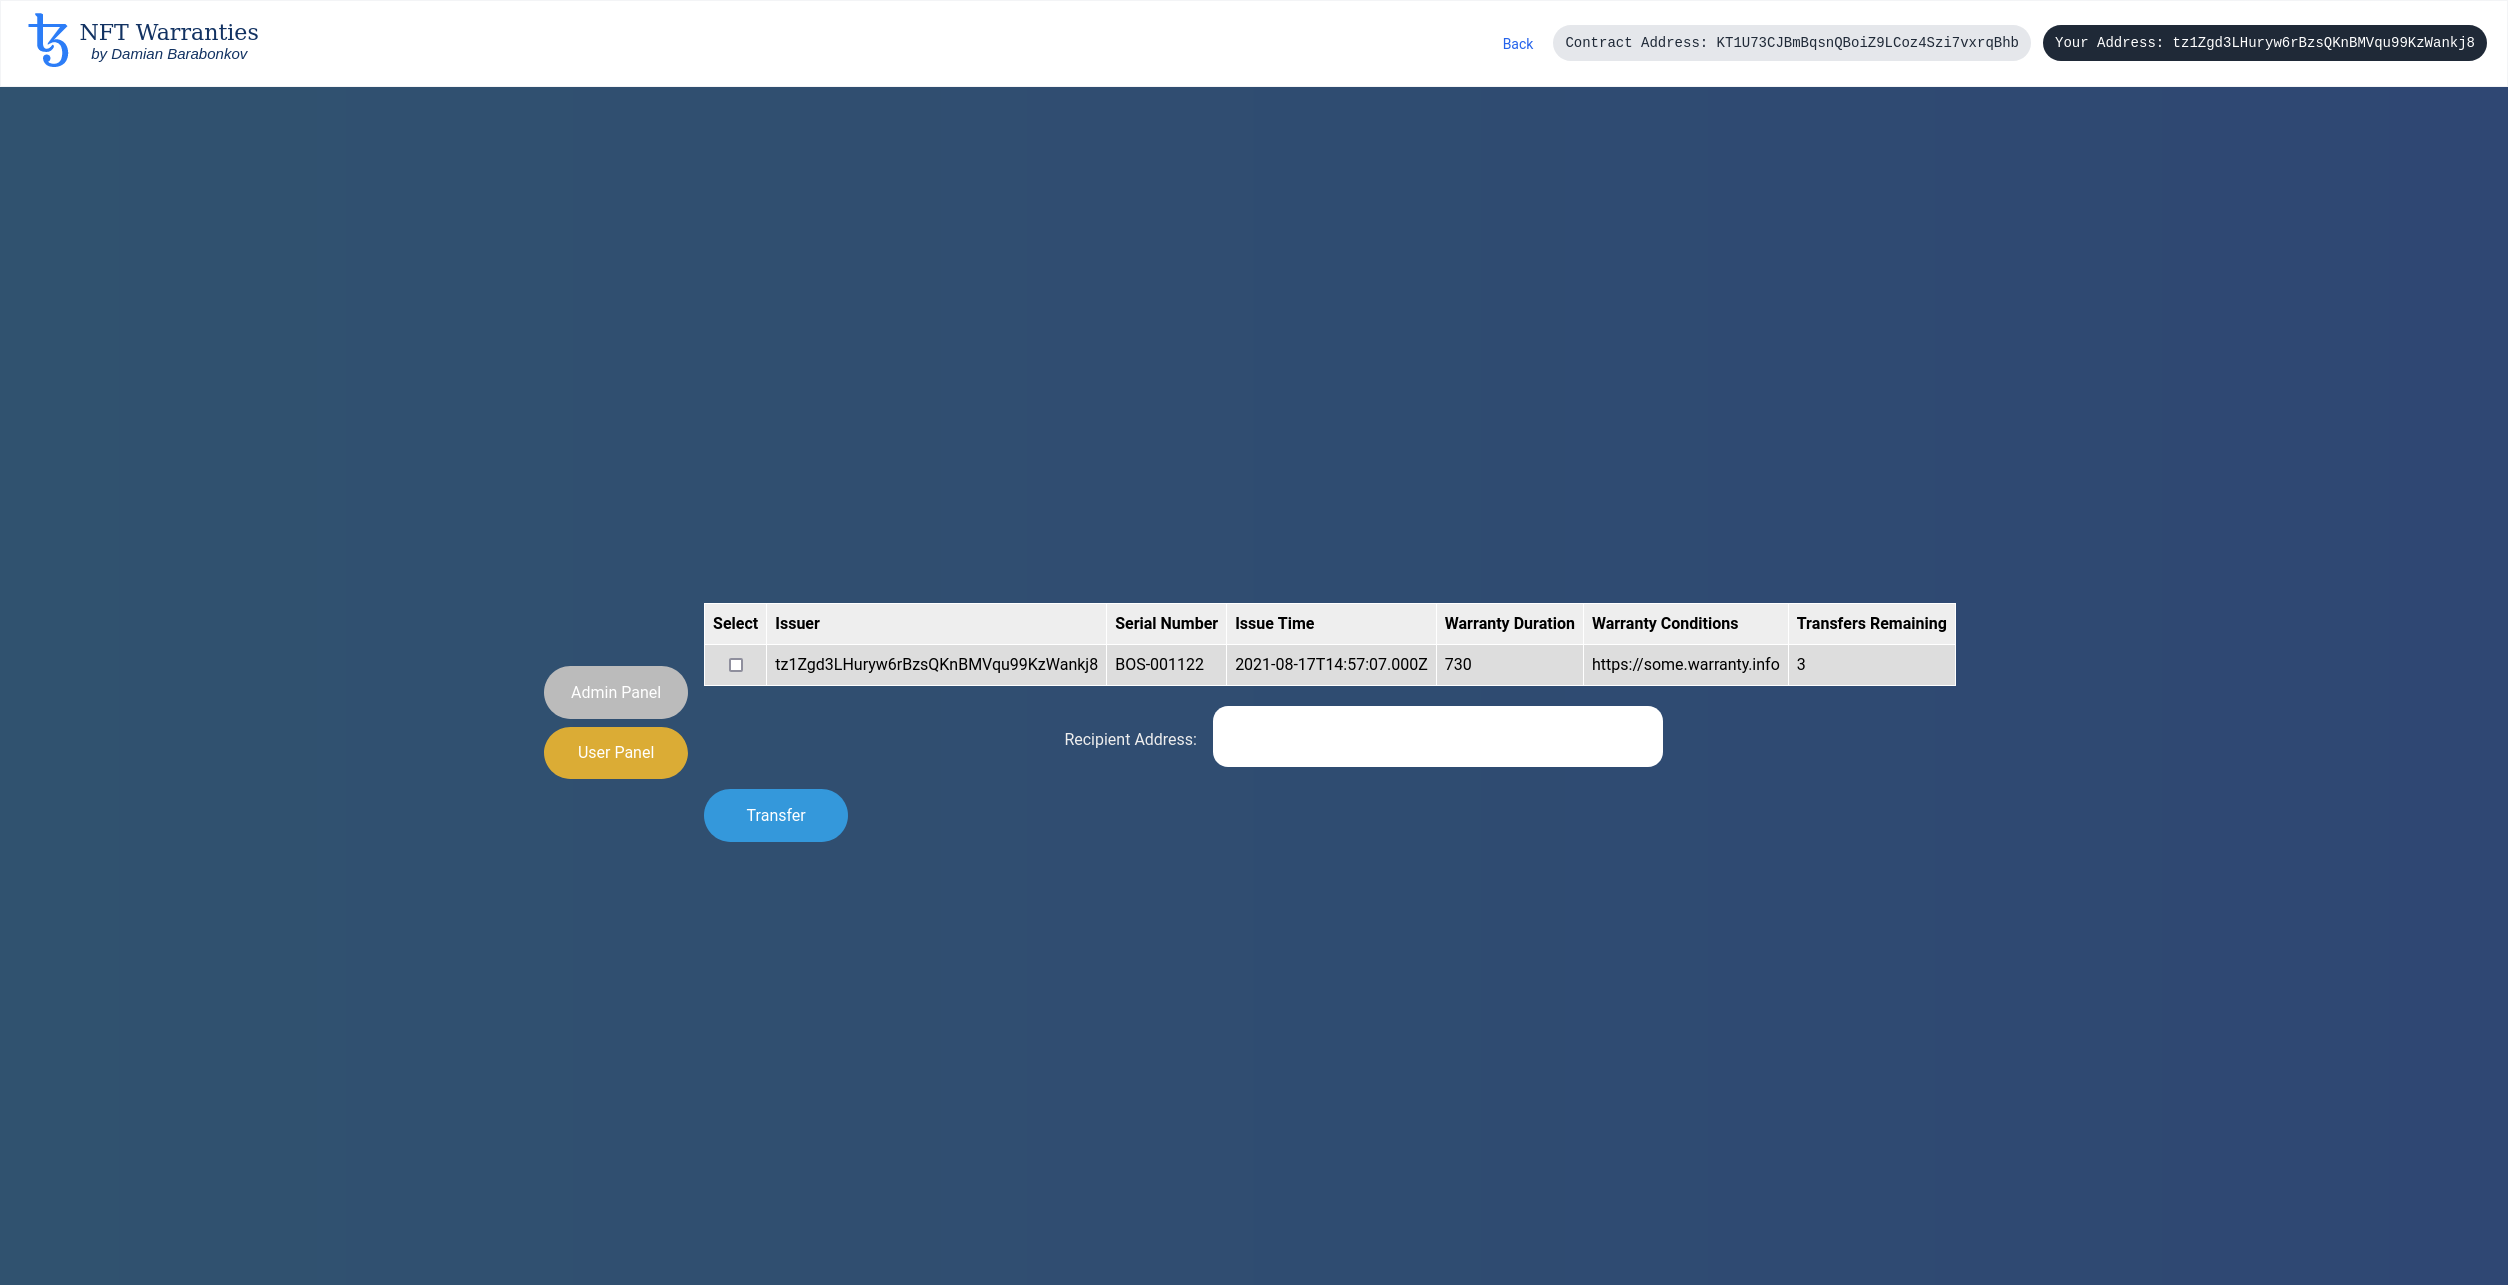 NFT Warranties
by Damian Barabonkov
Back
Contract Address: KT1U73CJBmBqsnQBoiZ9LCoz4Szi7vxrqBhb
Your Address: tz1Zgd3LHuryw6rBzsQKnBMVqu99KzWankj8
Select Issuer Serial Number Issue Time Warranty Duration Warranty Conditions Transfers Remaining
tz1Zgd3LHuryw6rBzsQKnBMVqu99KzWankj8 BOS-001122 2021-08-17T14:57:07.000Z 730 https://some.warranty.info 3
Admin Panel
User Panel
Recipient Address:
Transfer